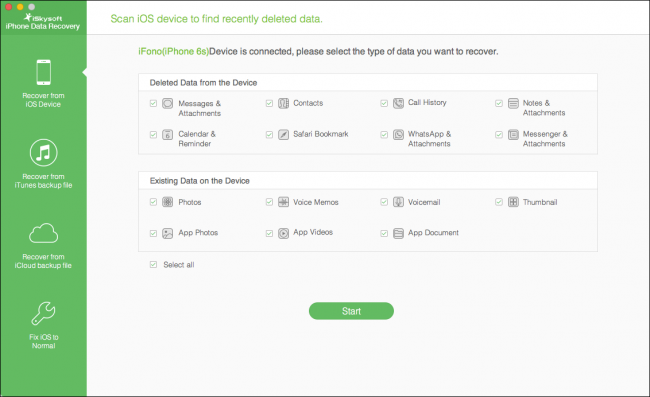 iSkysoft
iPhone Data Recovery
Scan iOS device to find recently deleted data.
iFono(iPhone 6s)Device is connected, please select the type of data you want to recover.
Recover from
iOS Device
Recover from
iTunes backup file
Recover from
iCloud backup file
Fix iOS to
Normal
Deleted Data from the Device
Messages &
Attachments
Contacts
Call History
Notes &
Attachments
Calendar &
Reminder
6
Safari Bookmark
WhatsApp &
Attachments
Messenger &
Attachments
Existing Data on the Device
Photos
Voice Memos
Voicemail
Thumbnail
App Photos
App Videos
App Document
Select all
Start